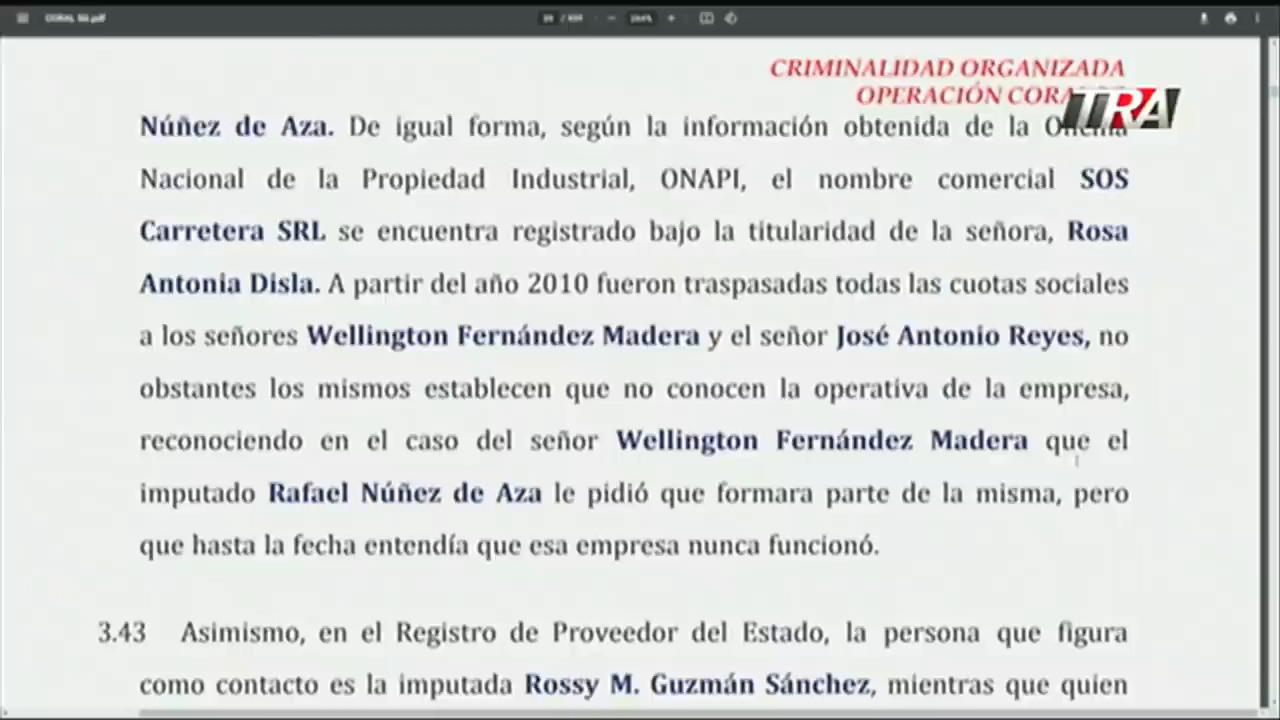 CRIMINALIDAD ORGANIZADA
OPERACIÓN
TRA
Núñez de Aza. De igual forma, según la información obtenida de la Oficina
Nacional de la Propiedad Industrial, ONAPI, el nombre comercial SOS
Carretera SRL se encuentra registrado bajo la titularidad de la señora, Rosa
Antonia Disla. A partir del año 2010 fueron traspasadas todas las cuotas sociales
a los señores Wellington Fernández Madera y el señor José Antonio Reyes, no
obstantes los mismos establecen que no conocen la operativa de la empresa,
reconociendo en el caso del señor Wellington Fernández Madera que el
imputado Rafael Núñez de Aza le pidió que formara parte de la misma, pero
que hasta la fecha entendía que esa empresa nunca funcionó.
3.43 Asimismo, en el Registro de Proveedor del Estado, la persona que figura
como contacto es la imputada Rossy M. Guzmán Sánchez, mientras que quien